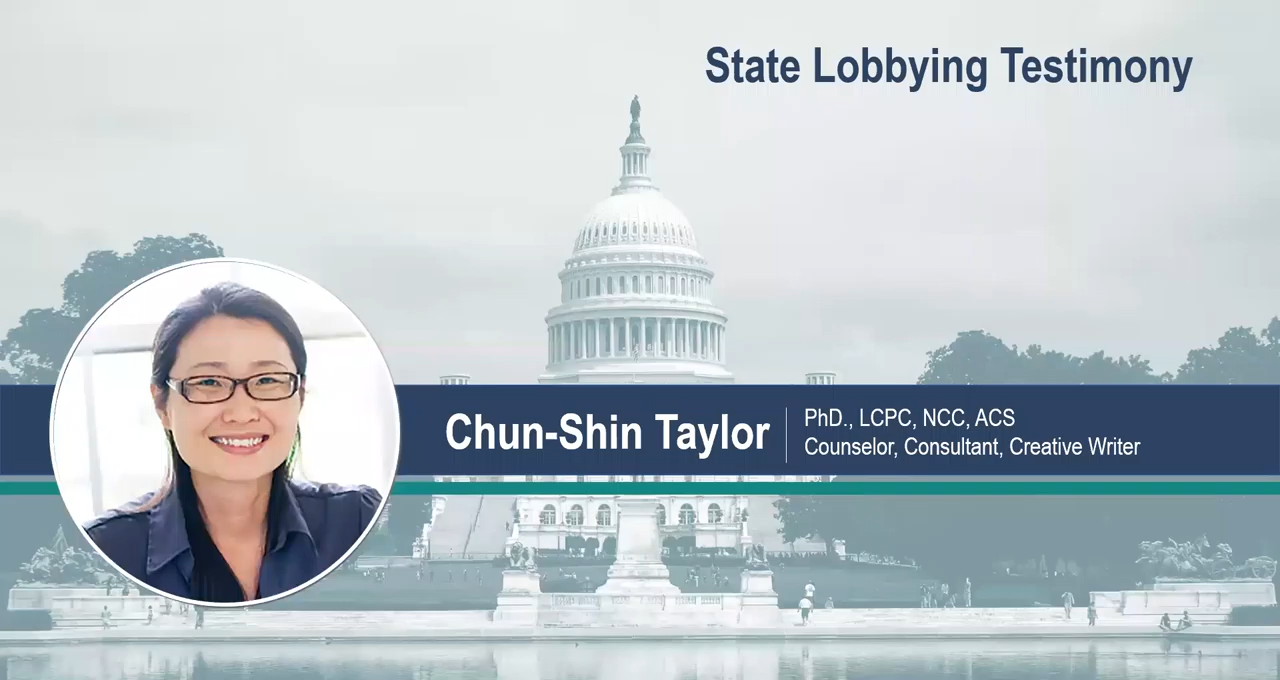 State Lobbying Testimony
Chun-Shin Taylor
PhD., LCPC, NCC, ACS
Counselor, Consultant, Creative Writer